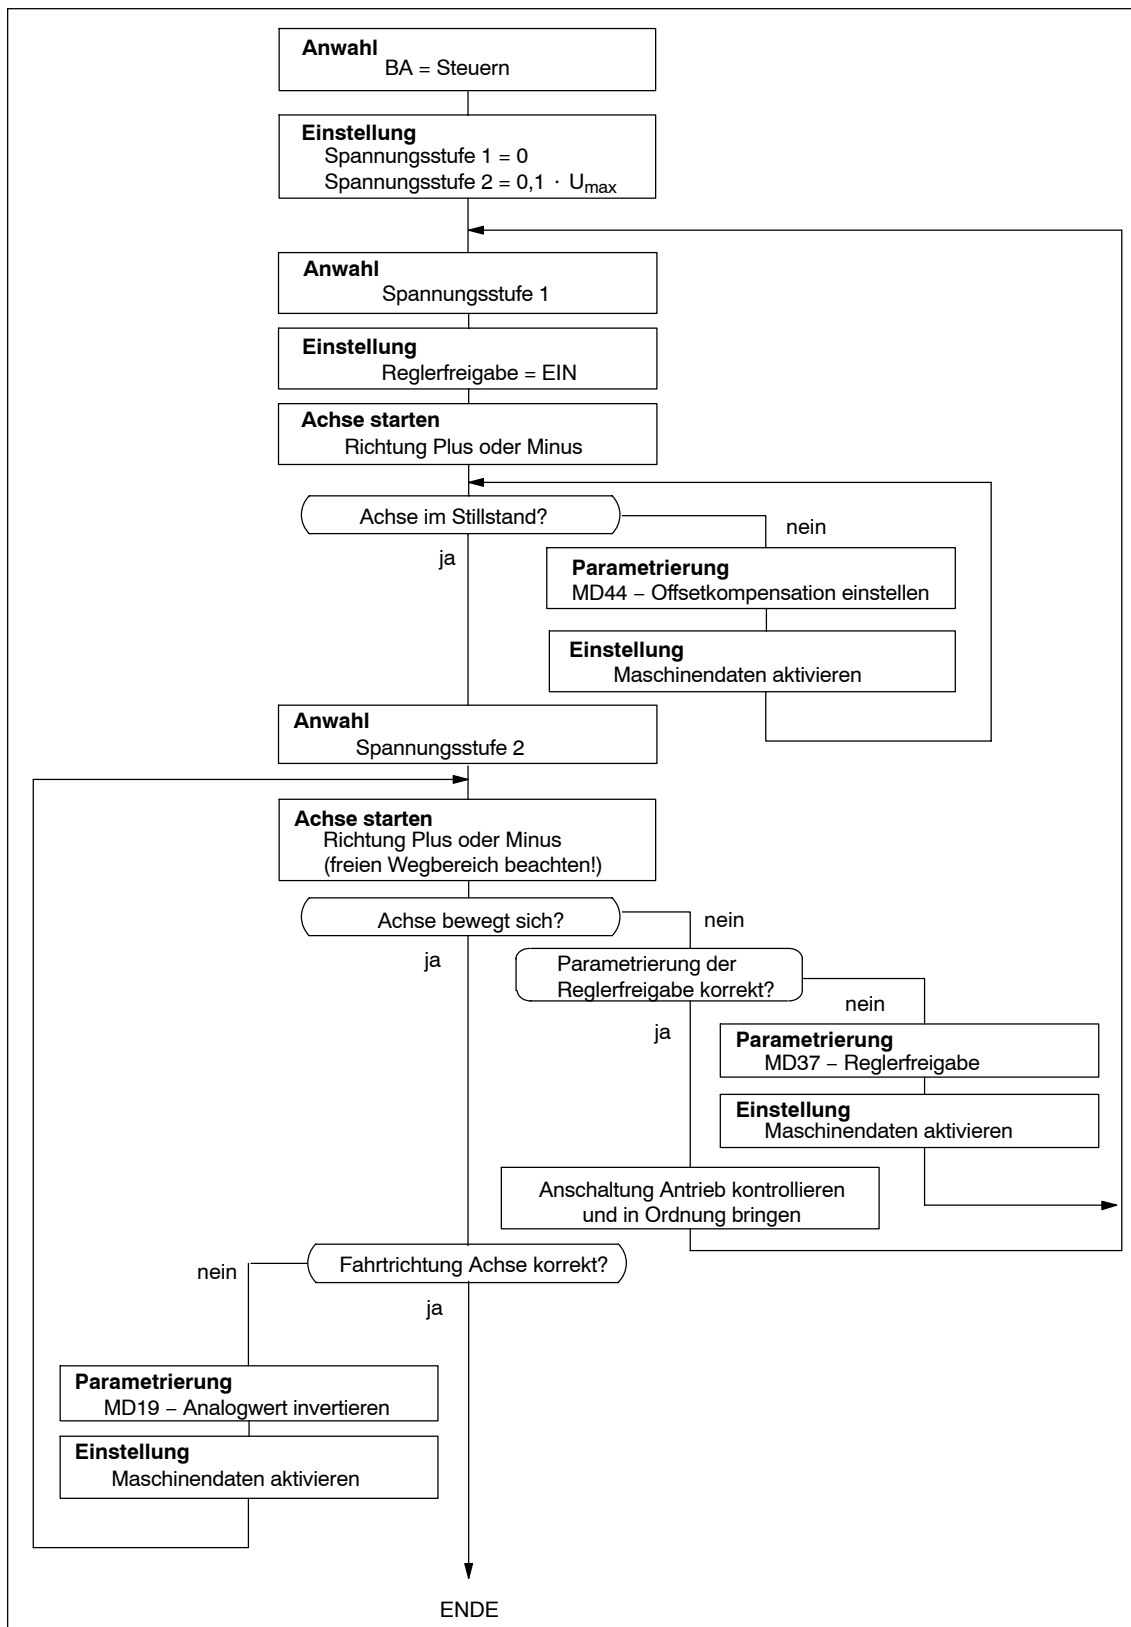 Anwahl
BA = Steuern
Einstellung
Spannungsstufe 1 = 0
Spannungsstufe 2 = 0,1 · Umax
Anwahl
Spannungsstufe 1
Einstellung
Reglerfreigabe = EIN
Achse starten
Richtung Plus oder Minus
Achse im Stillstand?
nein
ja
Parametrierung
MD44 – Offsetkompensation einstellen
Einstellung
Maschinendaten aktivieren
Anwahl
Spannungsstufe 2
Achse starten
Richtung Plus oder Minus
(freien Wegbereich beachten!)
Achse bewegt sich?
nein
ja
Parametrierung der
Reglerfreigabe korrekt?
nein
ja
Parametrierung
MD37 – Reglerfreigabe
Einstellung
Maschinendaten aktivieren
Anschaltung Antrieb kontrollieren
und in Ordnung bringen
Fahrtrichtung Achse korrekt?
nein
ja
Parametrierung
MD19 – Analogwert invertieren
Einstellung
Maschinendaten aktivieren
ENDE